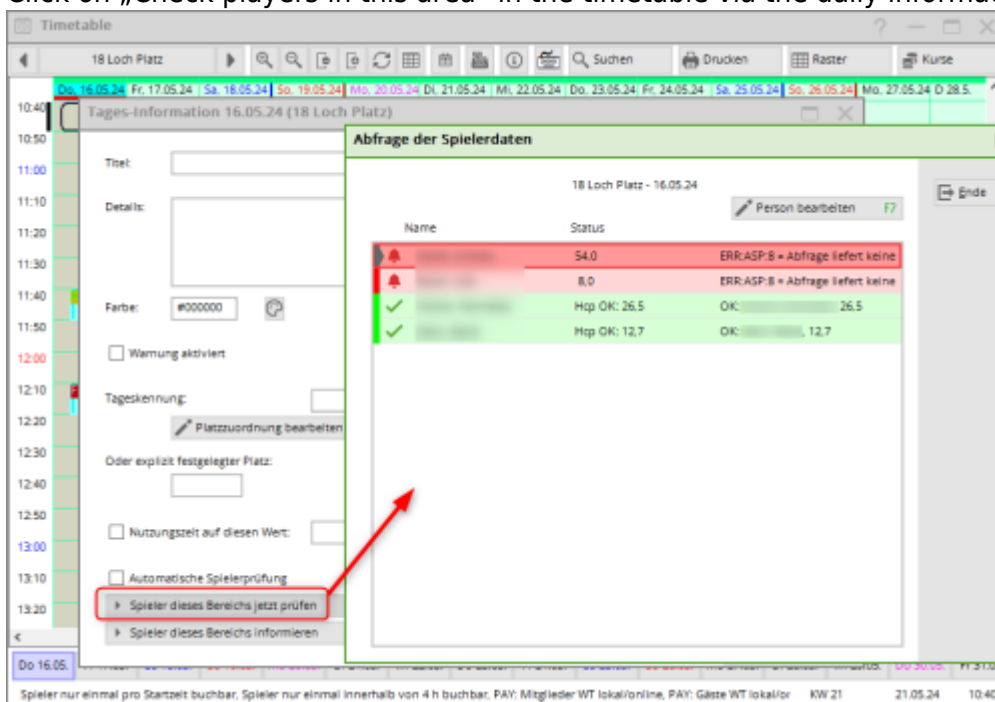 Click on „Check players in this area“ in the timetable via the daily informa
Timetable
18 Loch Platz Suchen Drucken Raster Kurse
Do. 16.05.24 Fr. 17.05.24 Sa. 18.05.24 So. 19.05.24 Mo. 20.05.24 Di. 21.05.24 Mi. 22.05.24 Do. 23.05.24 Fr. 24.05.24 Sa. 25.05.24 So. 26.05.24 Mo. 27.05.24 D 28.5.
10:40
Tages-Information 16.05.24 (18 Loch Platz)
10:50
Abfrage der Spielerdaten
11:00
Titel:
18 Loch Platz - 16.05.24
Ende
11:10
Details:
Person bearbeiten F7
11:20
Name Status
11:30
54,0 ERR:ASP:8 = Abfrage liefert keine
8,0 ERR:ASP:8 = Abfrage liefert keine
11:40
Farbe: #000000
Hcp OK: 26,5 OK: 26,5
11:50
Hcp OK: 12,7 OK: , 12,7
12:00
Warnung aktiviert
12:10
Tageskennung:
12:20
Platzzuordnung bearbeiten
12:30
Oder explizit festgelegter Platz:
12:40
12:50
Nutzungszeit auf diesen Wert:
13:00
13:10
Automatische Spielerprüfung
13:20
Spieler dieses Bereichs jetzt prüfen
Spieler dieses Bereichs informieren
Do 16.05.
Spieler nur einmal pro Startzeit buchbar, Spieler nur einmal innerhalb von 4 h buchbar, PAY: Mitglieder WT lokal/online, PAY: Gäste WT lokal/or KW 21 21.05.24 10:40